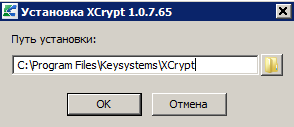 Установка XCrypt 1.0.7.65
Путь установки:
C:\Program Files\Keysystems\XCrypt
OK
Отмена